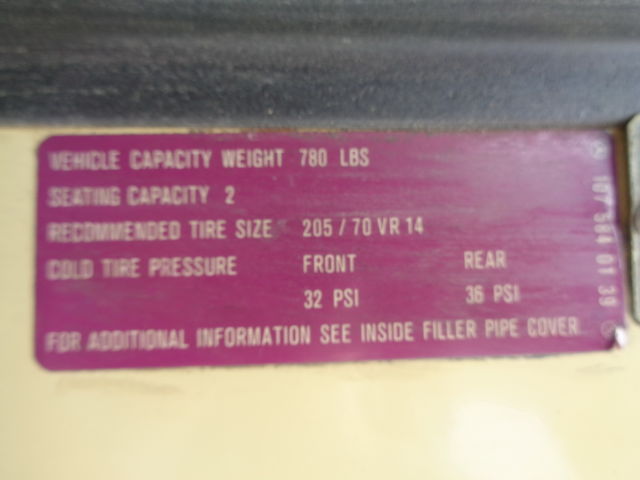 VEHICLE CAPACITY WEIGHT 780 LBS
SEATING CAPACITY 2
RECOMMENDED TIRE SIZE 205 / 70 VR 14
COLD TIRE PRESSURE FRONT REAR
32 PSI 36 PSI
FOR ADDITIONAL INFORMATION SEE INSIDE FILLER PIPE COVER
107 584 01 39